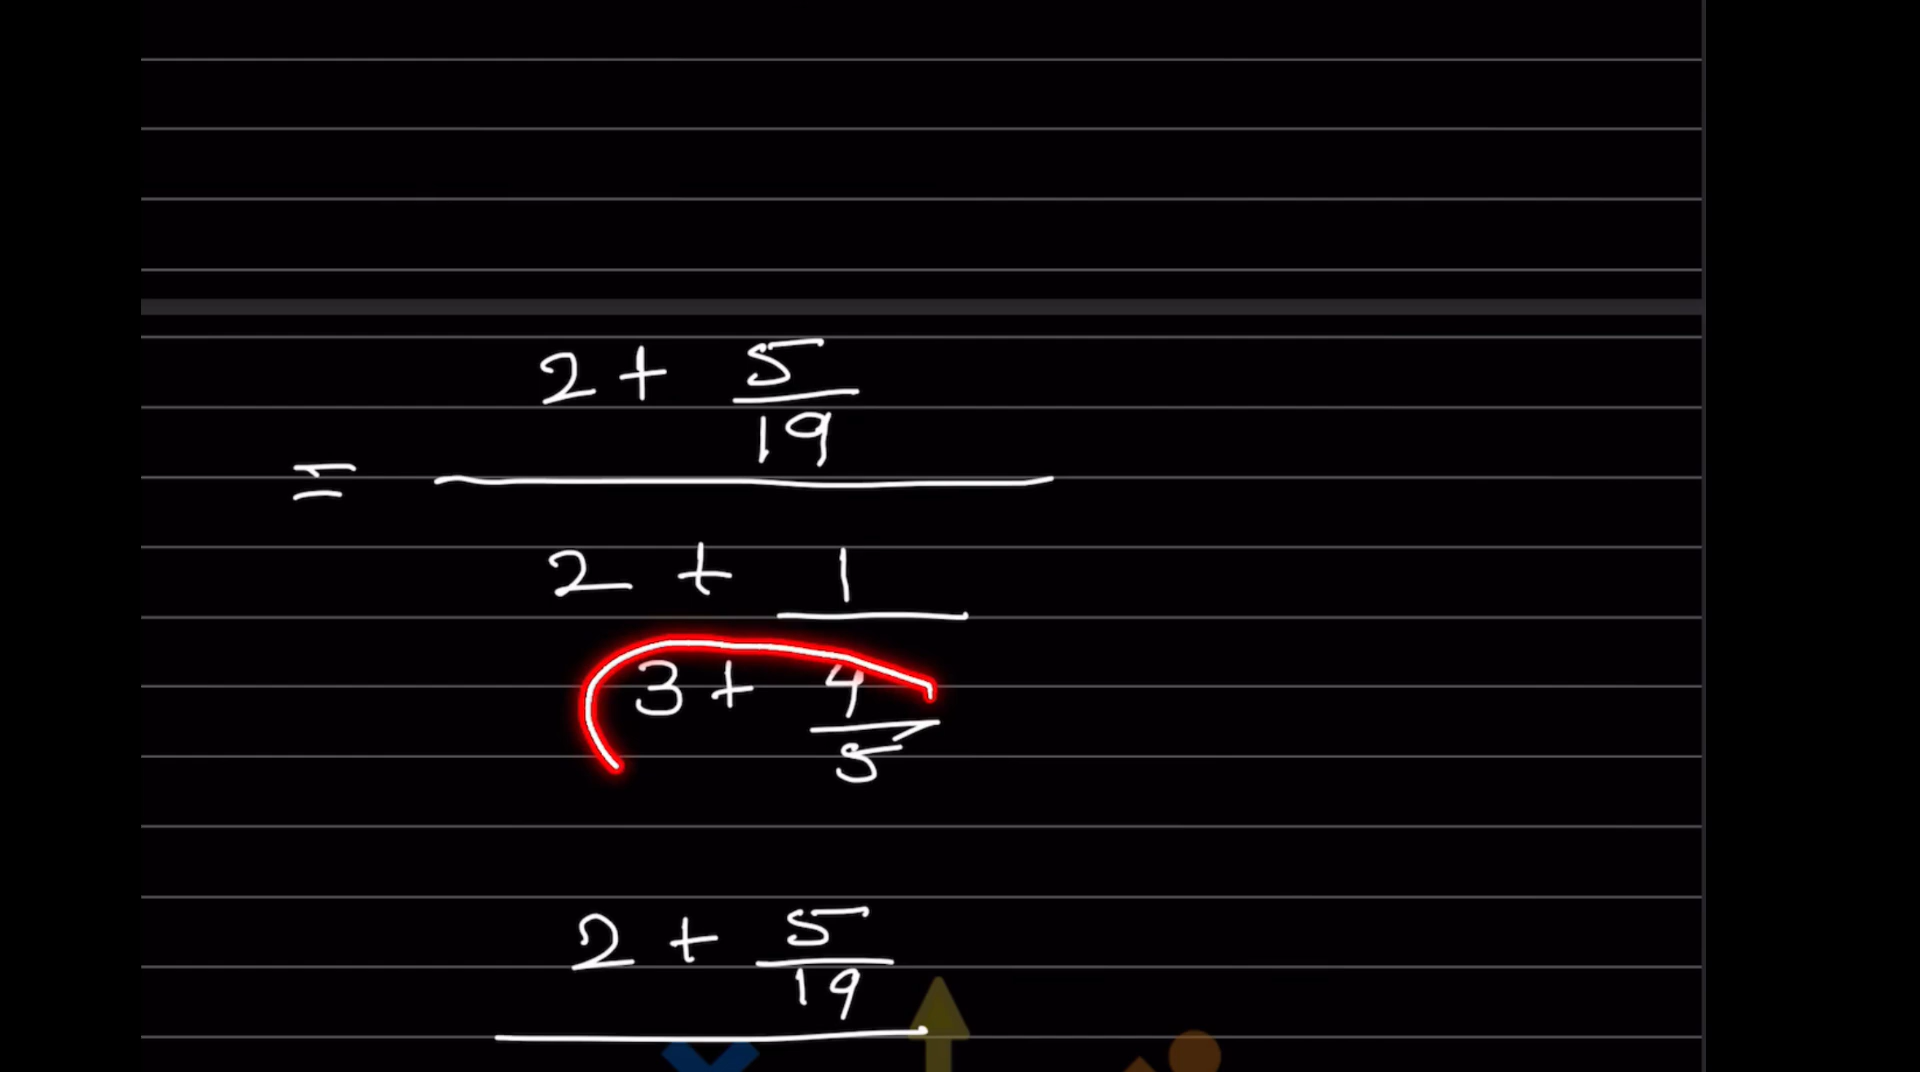 2 + 5/19
=
2 + 1
3 + 4/5
2 + 5/19